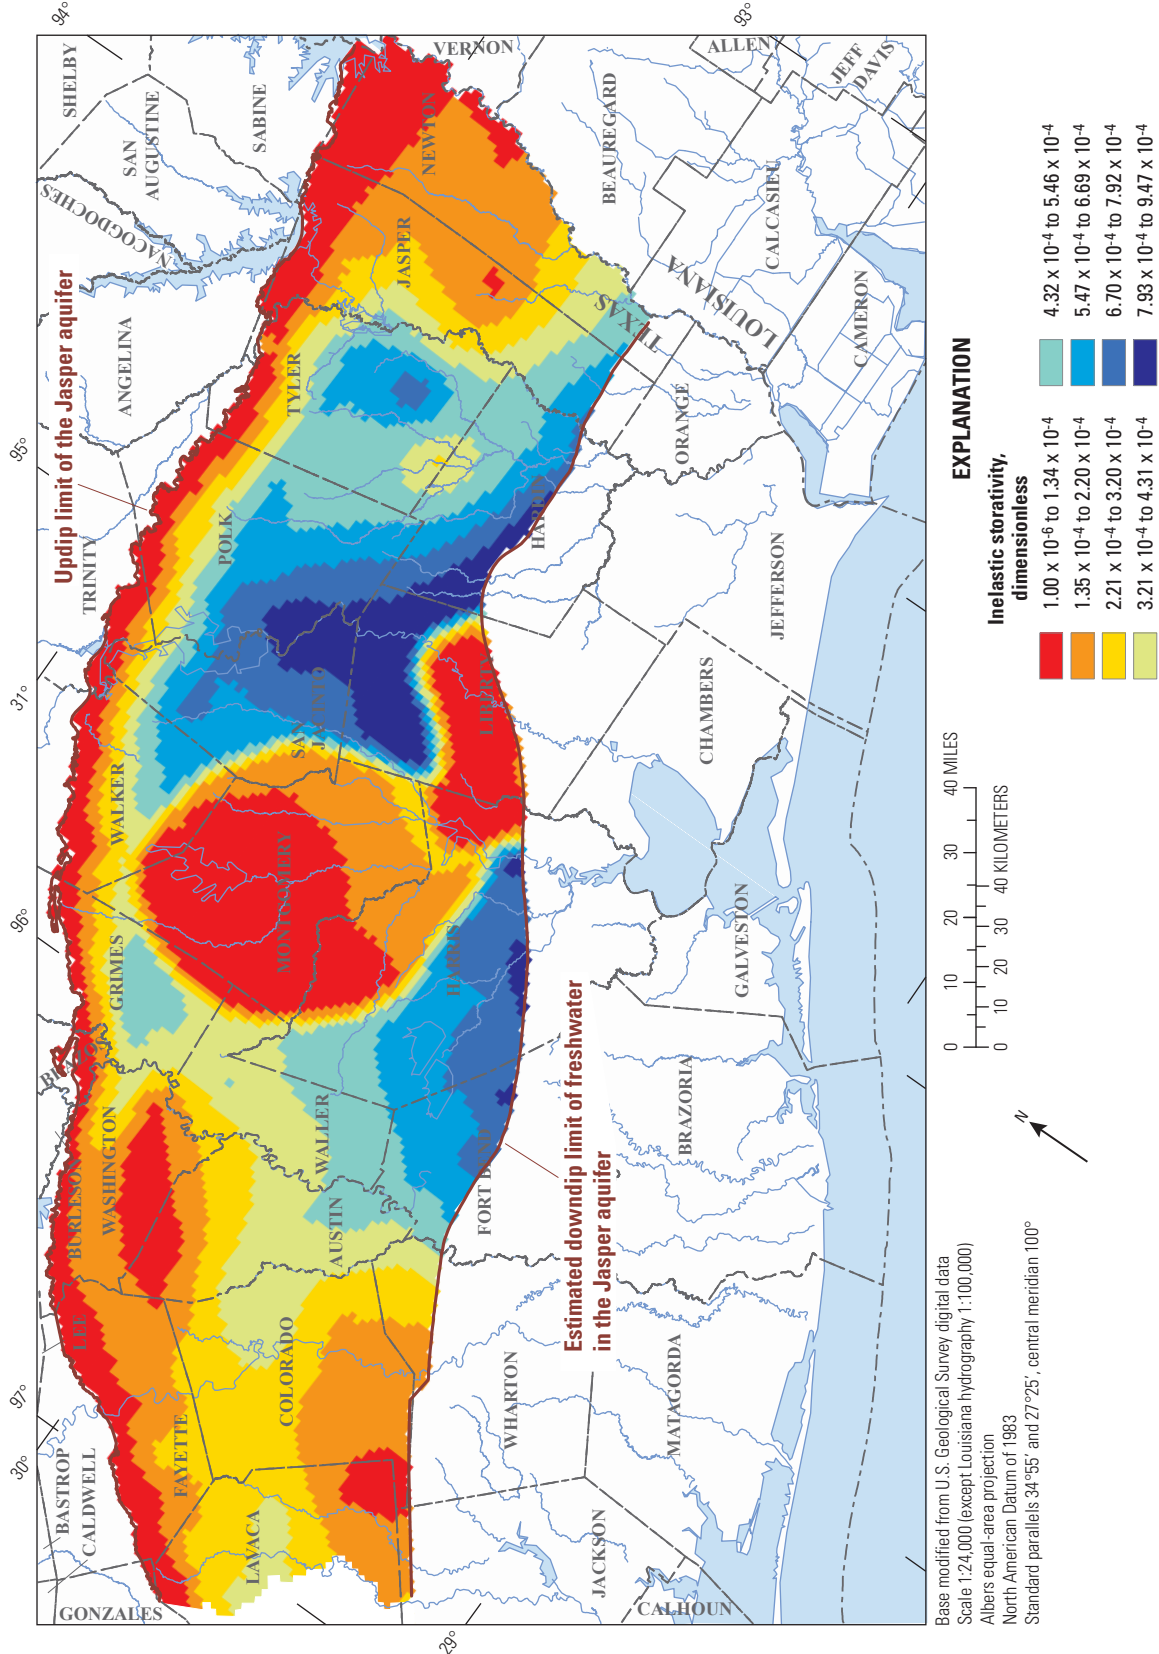 94°
93°
95°
31°
96°
97°
30°
29°
SHELBY
SAN
AUGUSTINE
SABINE
NACOGDOCHES
VERNON
ALLEN
JEFF
DAVIS
BEAUREGARD
CALCASIEU
CAMERON
NEWTON
JASPER
ANGELINA
TYLER
TEXAS
LOUISIANA
ORANGE
POLK
TRINITY
HARDIN
JEFFERSON
SAN
JACINTO
LIBERTY
CHAMBERS
WALKER
MONTGOMERY
GRIMES
HARRIS
GALVESTON
BRAZOS
WASHINGTON
BURLESON
WALLER
AUSTIN
FORT BEND
BRAZORIA
LEE
FAYETTE
COLORADO
WHARTON
MATAGORDA
BASTROP
CALDWELL
LAVACA
JACKSON
GONZALES
CALHOUN
Updip limit of the Jasper aquifer
Estimated downdip limit of freshwater
in the Jasper aquifer
Base modified from U.S. Geological Survey digital data
Scale 1:24,000 (except Louisiana hydrography 1:100,000)
Albers equal-area projection
North American Datum of 1983
Standard parallels 34°55′ and 27°25′, central meridian 100°
N
0 10 20 30 40 MILES
0 10 20 30 40 KILOMETERS
EXPLANATION
Inelastic storativity,
dimensionless
1.00 x 10-6 to 1.34 x 10-4
1.35 x 10-4 to 2.20 x 10-4
2.21 x 10-4 to 3.20 x 10-4
3.21 x 10-4 to 4.31 x 10-4
4.32 x 10-4 to 5.46 x 10-4
5.47 x 10-4 to 6.69 x 10-4
6.70 x 10-4 to 7.92 x 10-4
7.93 x 10-4 to 9.47 x 10-4